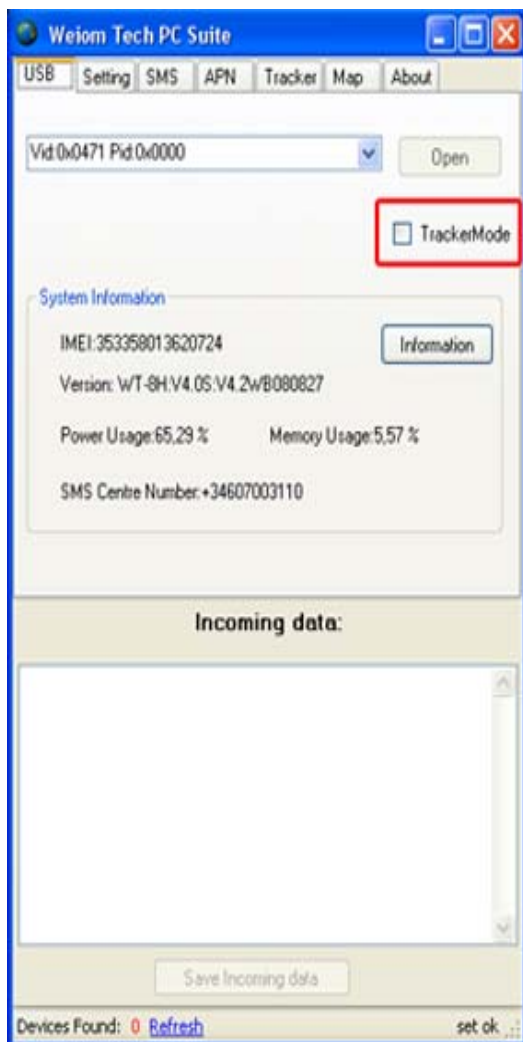 Weiom Tech PC Suite
USB Setting SMS APN Tracker Map About
Vid:0x0471 Pid:0x0000 Open
TrackerMode
System Information
IMEI:353358013620724 Information
Version: WT-8H:V4.0S:V4.2WB080827
Power Usage:65,29 % Memory Usage:5,57 %
SMS Centre Number:+34607003110
Incoming data:
Save Incoming data
Devices Found: 0 Refresh set ok